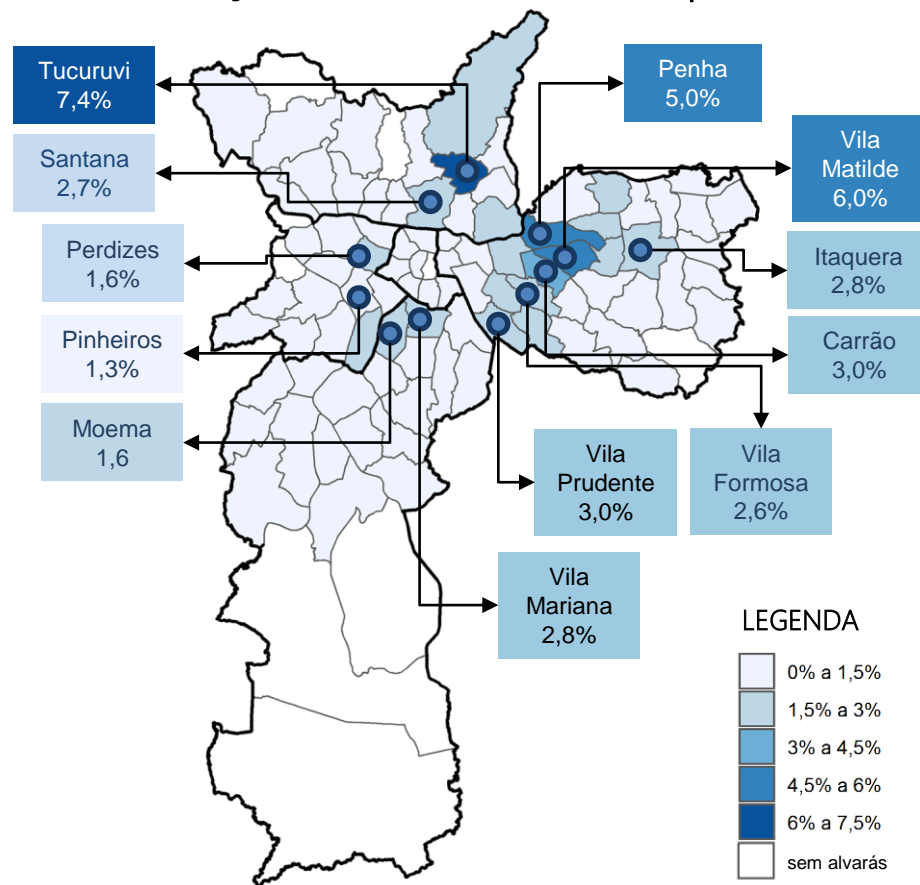 Tucuruvi
7,4%
Santana
2,7%
Perdizes
1,6%
Pinheiros
1,3%
Moema
1,6
Penha
5,0%
Vila
Matilde
6,0%
Itaquera
2,8%
Carrão
3,0%
Vila
Prudente
3,0%
Vila
Formosa
2,6%
Vila
Mariana
2,8%
LEGENDA
0% a 1,5%
1,5% a 3%
3% a 4,5%
4,5% a 6%
6% a 7,5%
sem alvarás